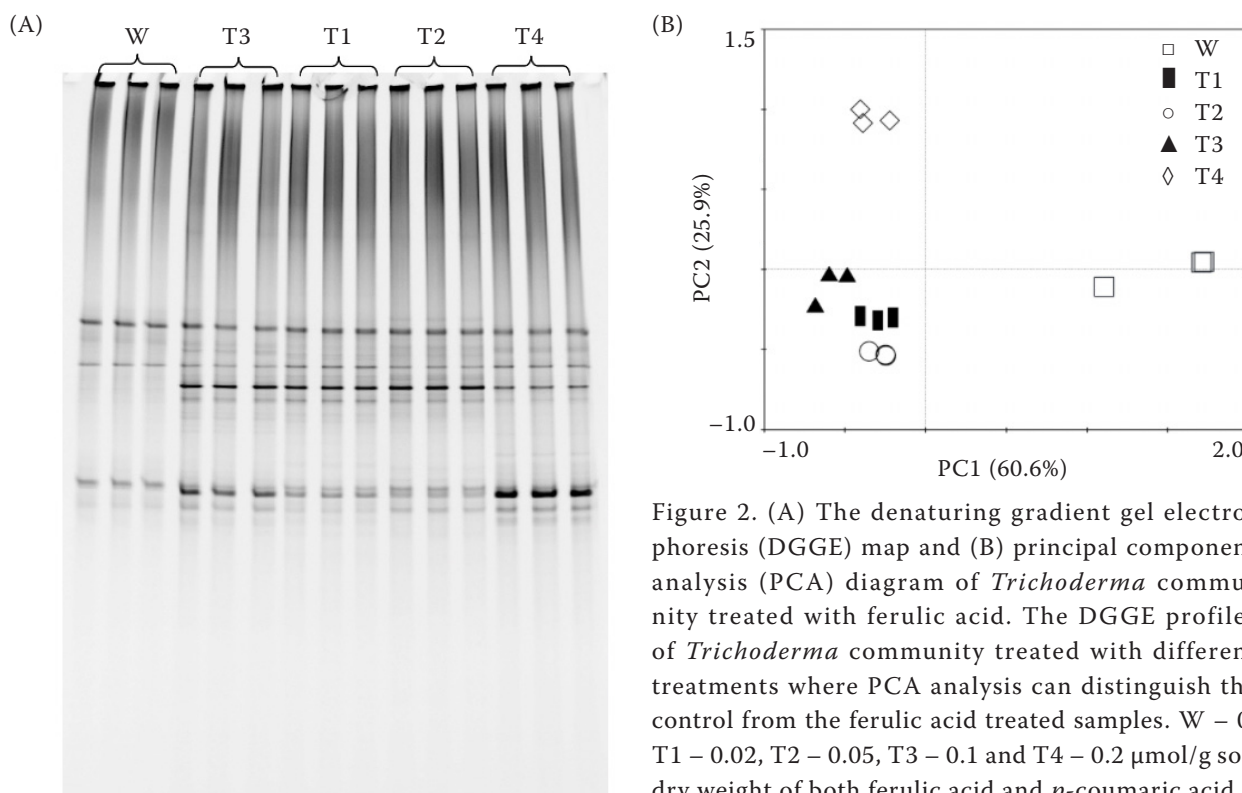 (A)
W T3 T1 T2 T4
(B)
1.5
W
T1
T2
T3
T4
PC2 (25.9%)
−1.0
−1.0 2.0
PC1 (60.6%)
Figure 2. (A) The denaturing gradient gel electro
phoresis (DGGE) map and (B) principal componen
analysis (PCA) diagram of Trichoderma commu
nity treated with ferulic acid. The DGGE profile
of Trichoderma community treated with differen
treatments where PCA analysis can distinguish th
control from the ferulic acid treated samples. W – 0
T1 – 0.02, T2 – 0.05, T3 – 0.1 and T4 – 0.2 µmol/g so
dry weight of both ferulic acid and p-coumaric acid